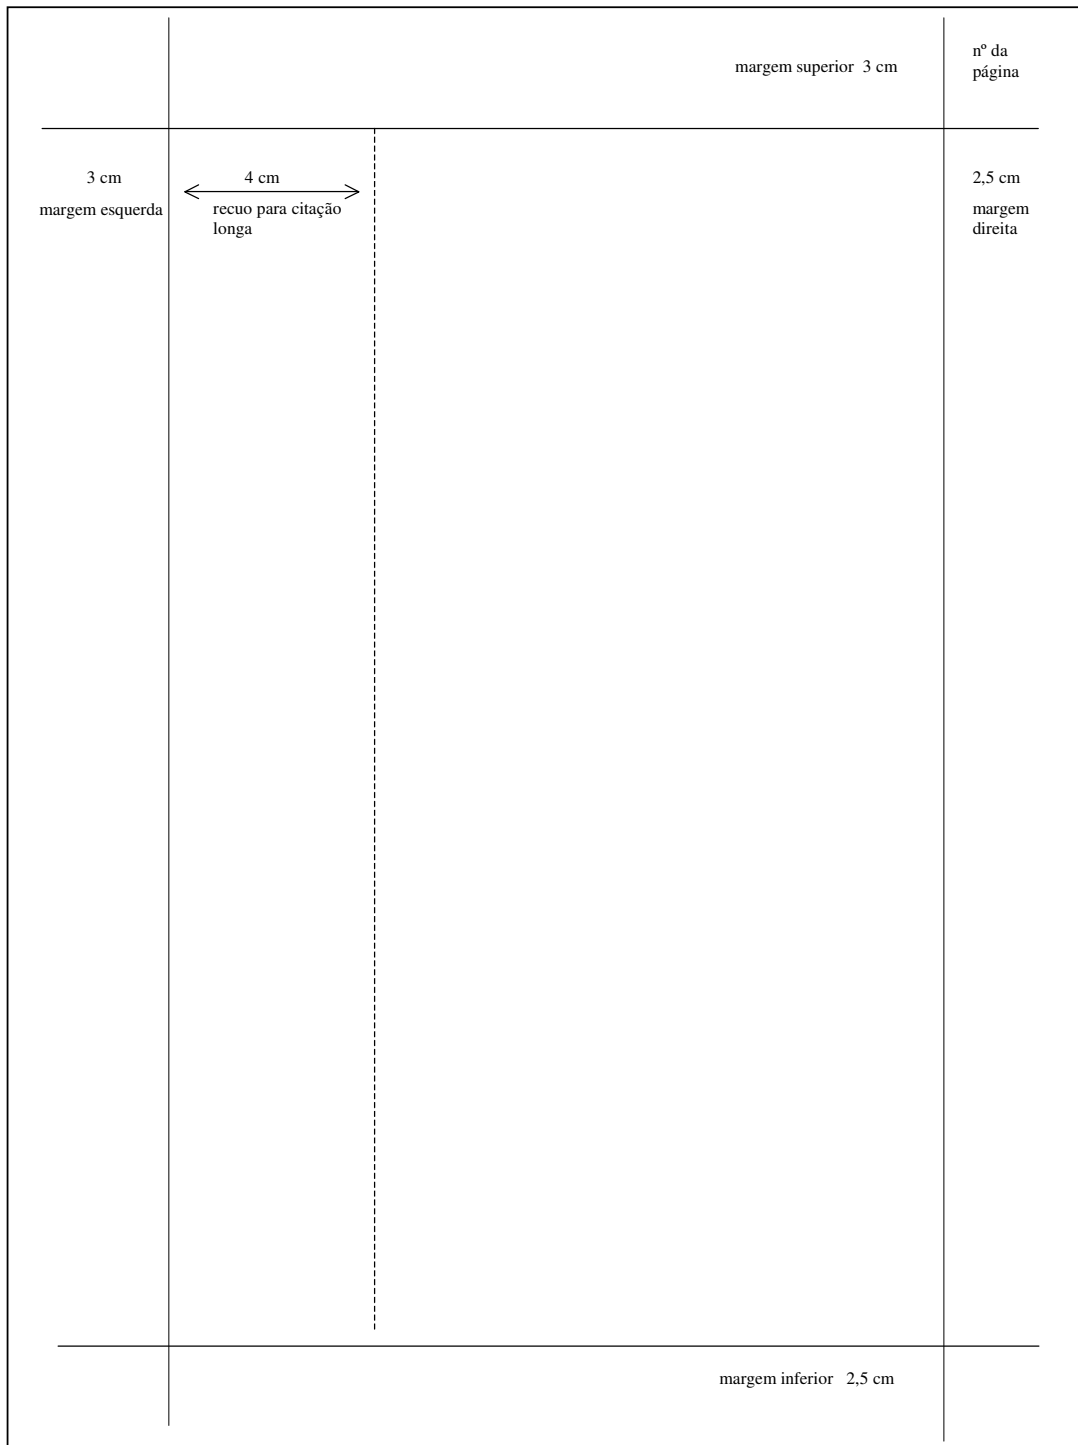 margem superior  3 cm
nº da
página
3 cm
margem esquerda
4 cm
recuo para citação
longa
2,5 cm
margem
direita
margem inferior   2,5 cm